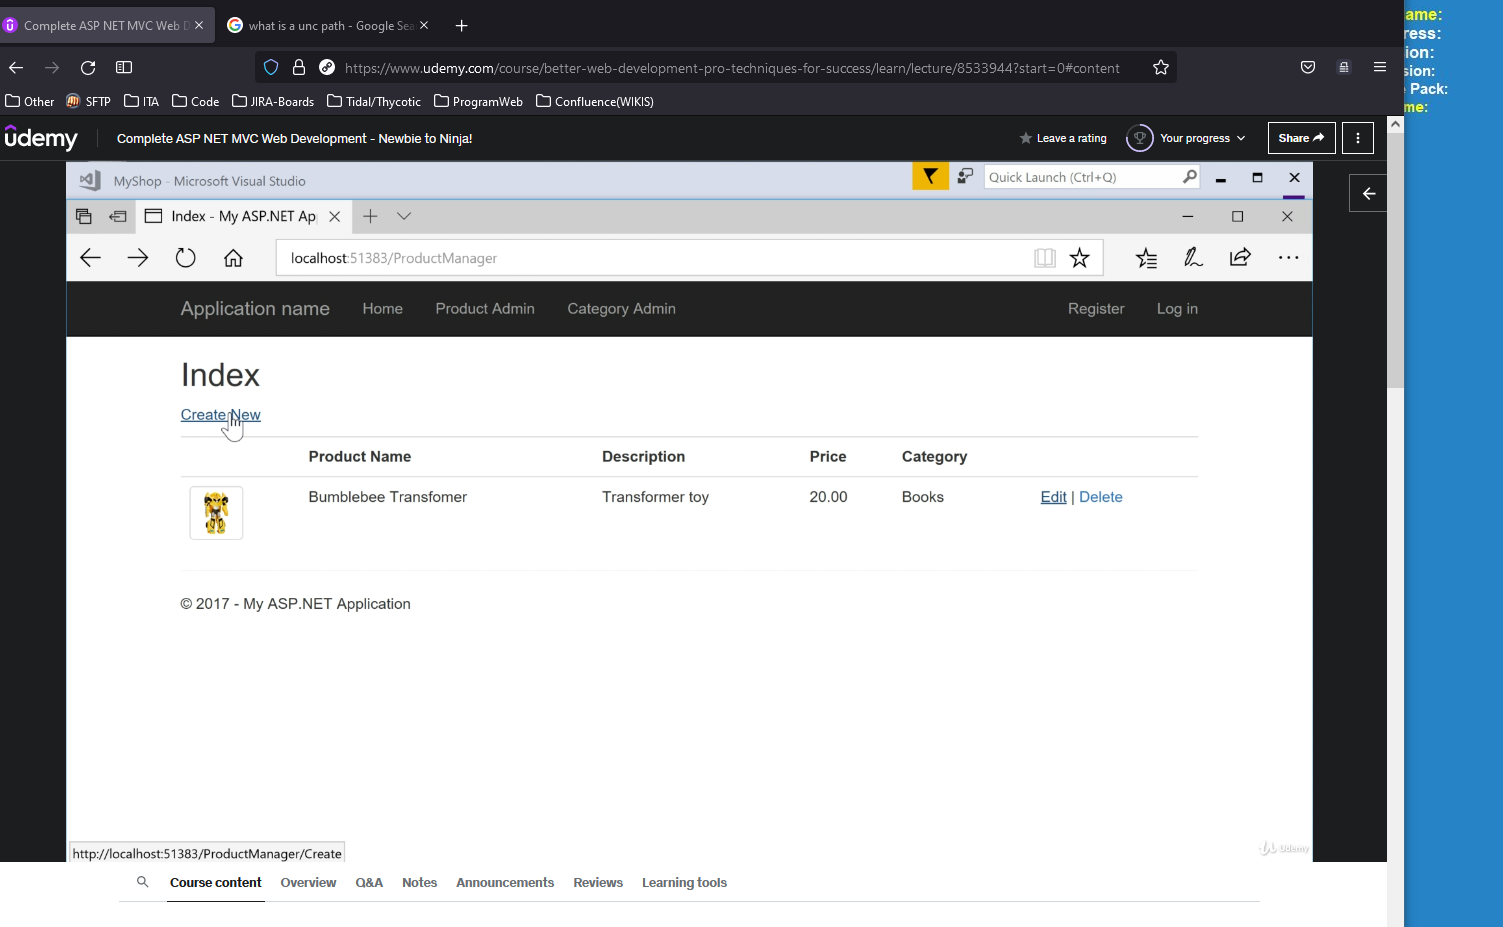 Complete ASP NET MVC Web D
what is a unc path - Google Sea
https://www.udemy.com/course/better-web-development-pro-techniques-for-success/learn/lecture/8533944?start=0#content
Other SFTP ITA Code JIRA-Boards Tidal/Thycotic ProgramWeb Confluence(WIKIS)
ame:
ress:
ion:
sion:
Pack:
me:
udemy Complete ASP NET MVC Web Development - Newbie to Ninja! Leave a rating Your progress Share
MyShop - Microsoft Visual Studio Quick Launch (Ctrl+Q)
Index - My ASP.NET Ap
localhost:51383/ProductManager
Application name Home Product Admin Category Admin Register Log in
Index
Create New
Product Name Description Price Category
Bumblebee Transfomer Transformer toy 20.00 Books Edit | Delete
© 2017 - My ASP.NET Application
http://localhost:51383/ProductManager/Create
Udemy
Course content Overview Q&A Notes Announcements Reviews Learning tools